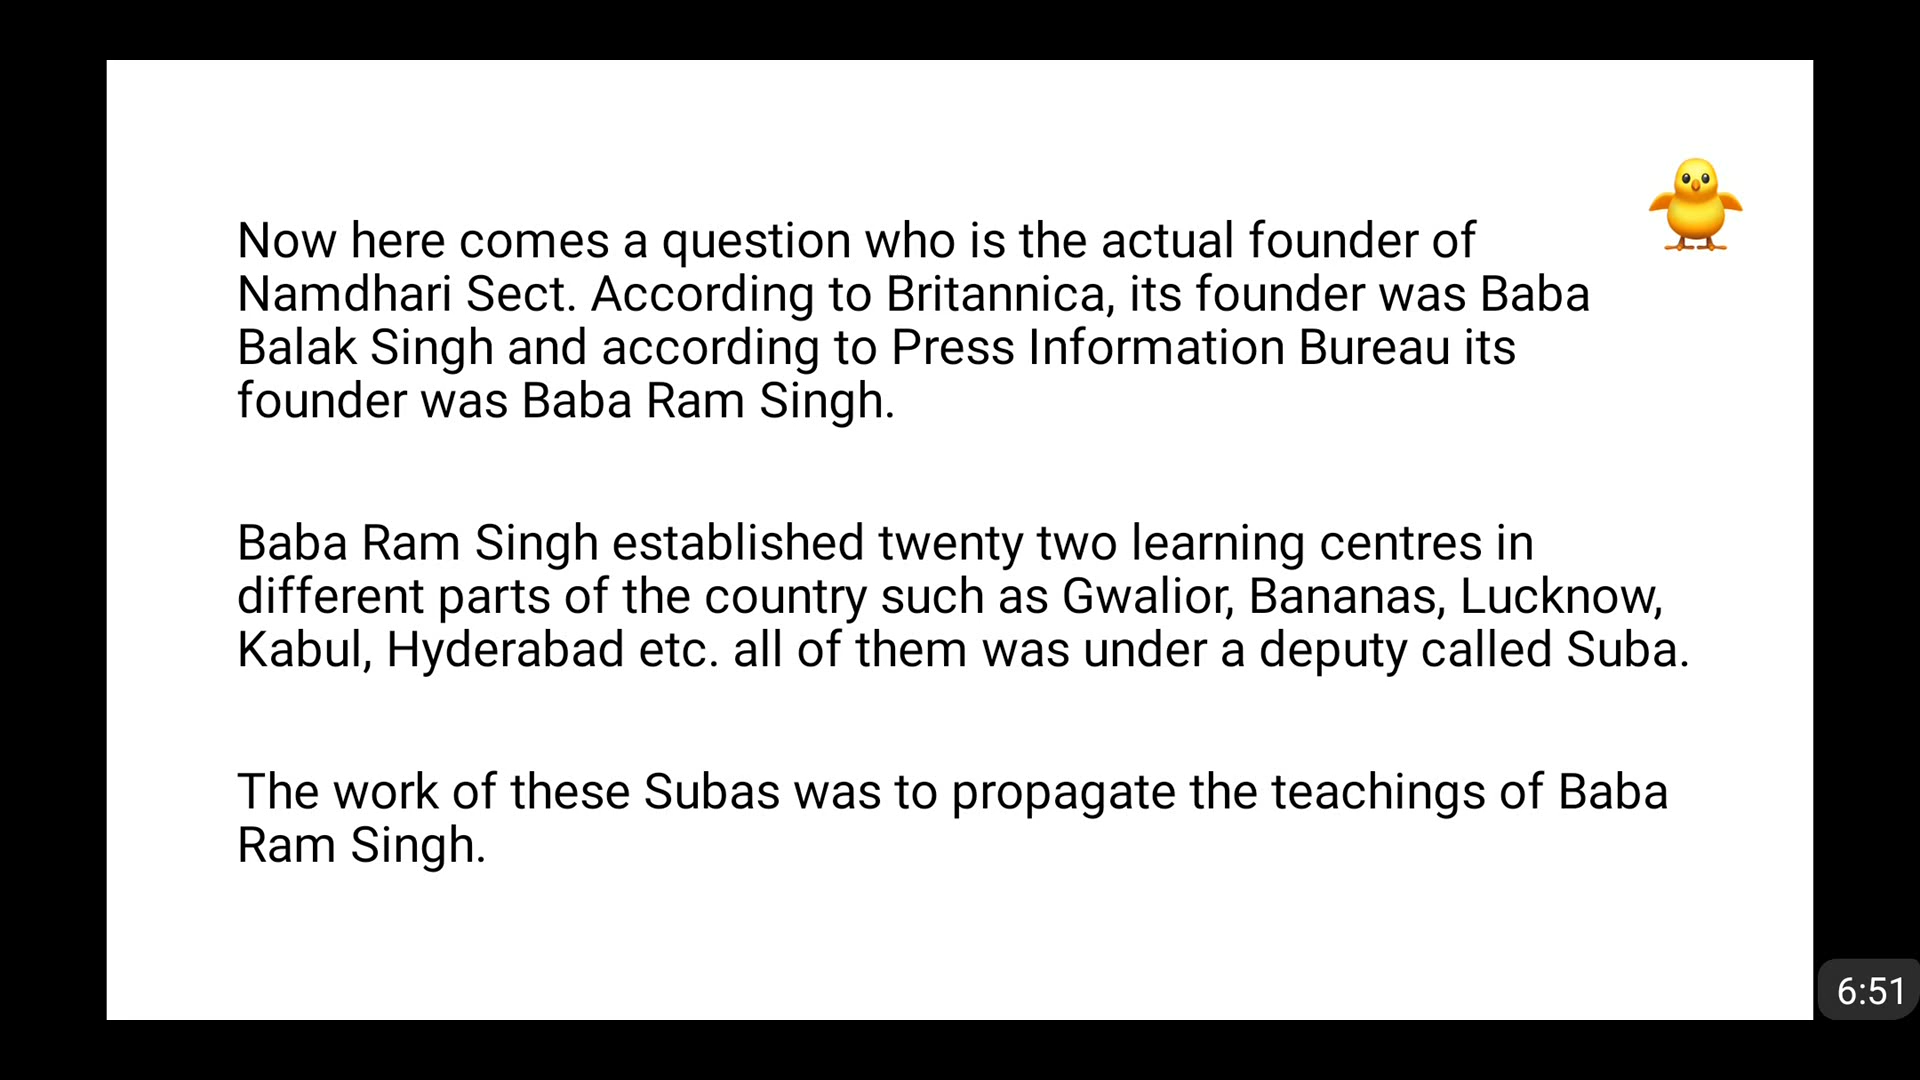 Now here comes a question who is the actual founder of
Namdhari Sect. According to Britannica, its founder was Baba
Balak Singh and according to Press Information Bureau its
founder was Baba Ram Singh.
Baba Ram Singh established twenty two learning centres in
different parts of the country such as Gwalior, Bananas, Lucknow,
Kabul, Hyderabad etc. all of them was under a deputy called Suba.
The work of these Subas was to propagate the teachings of Baba
Ram Singh.
6:51